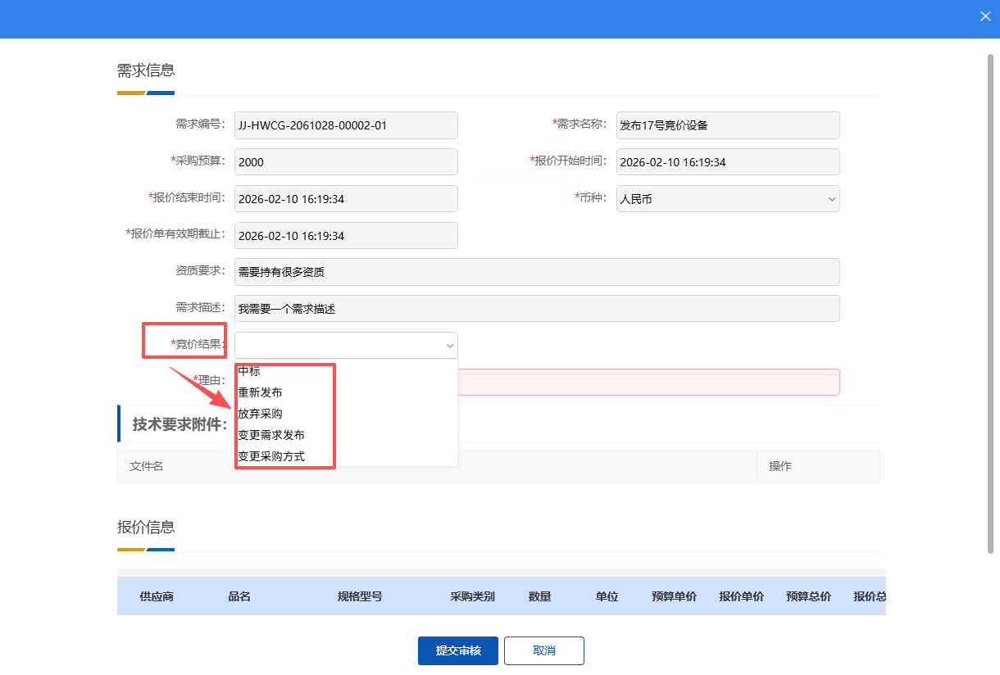 需求信息
需求编号： JJ-HWCG-2061028-00002-01 *需求名称： 发布17号竞价设备
*采购预算： 2000 *报价开始时间： 2026-02-10 16:19:34
*报价结束时间： 2026-02-10 16:19:34 *币种： 人民币
*报价单有效期截止： 2026-02-10 16:19:34
资质要求： 需要持有很多资质
需求描述： 我需要一个需求描述
*竞价结果：
中标
*理由：
重新发布
放弃采购
技术要求附件：
变更需求发布
变更采购方式
文件名 操作
报价信息
供应商 品名 规格型号 采购类别 数量 单位 预算单价 报价单价 预算总价 报价总
提交审核 取消